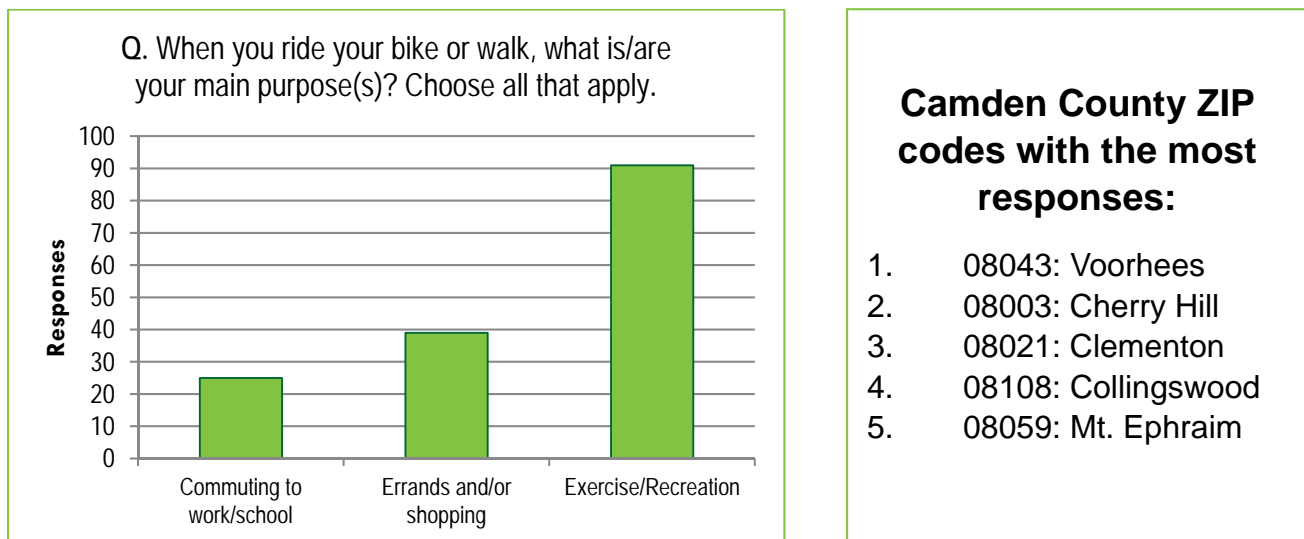 Q. When you ride your bike or walk, what is/are
your main purpose(s)? Choose all that apply.
100
90
80
70
60
50
40
30
20
10
0
Responses
Commuting to
work/school
Errands and/or
shopping
Exercise/Recreation
Camden County ZIP
codes with the most
responses:
1. 08043: Voorhees
2. 08003: Cherry Hill
3. 08021: Clementon
4. 08108: Collingswood
5. 08059: Mt. Ephraim